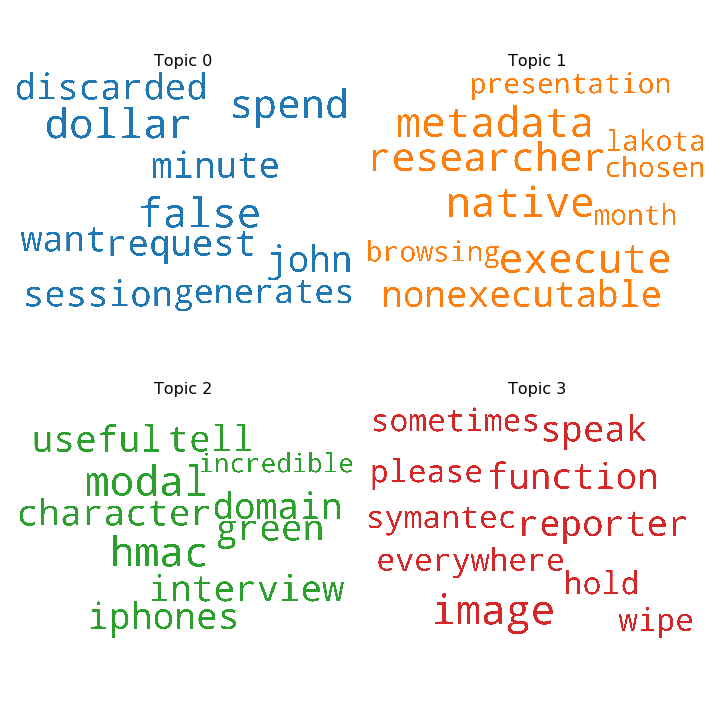 Topic 0
discarded
spend
dollar
minute
false
want request
john
session generates
Topic 1
presentation
metadata
lakota
researcher
chosen
native
month
browsing
execute
nonexecutable
Topic 2
useful tell
incredible
modal
character domain
green
hmac
interview
iphones
Topic 3
sometimes speak
please function
symantec reporter
everywhere
hold
image
wipe